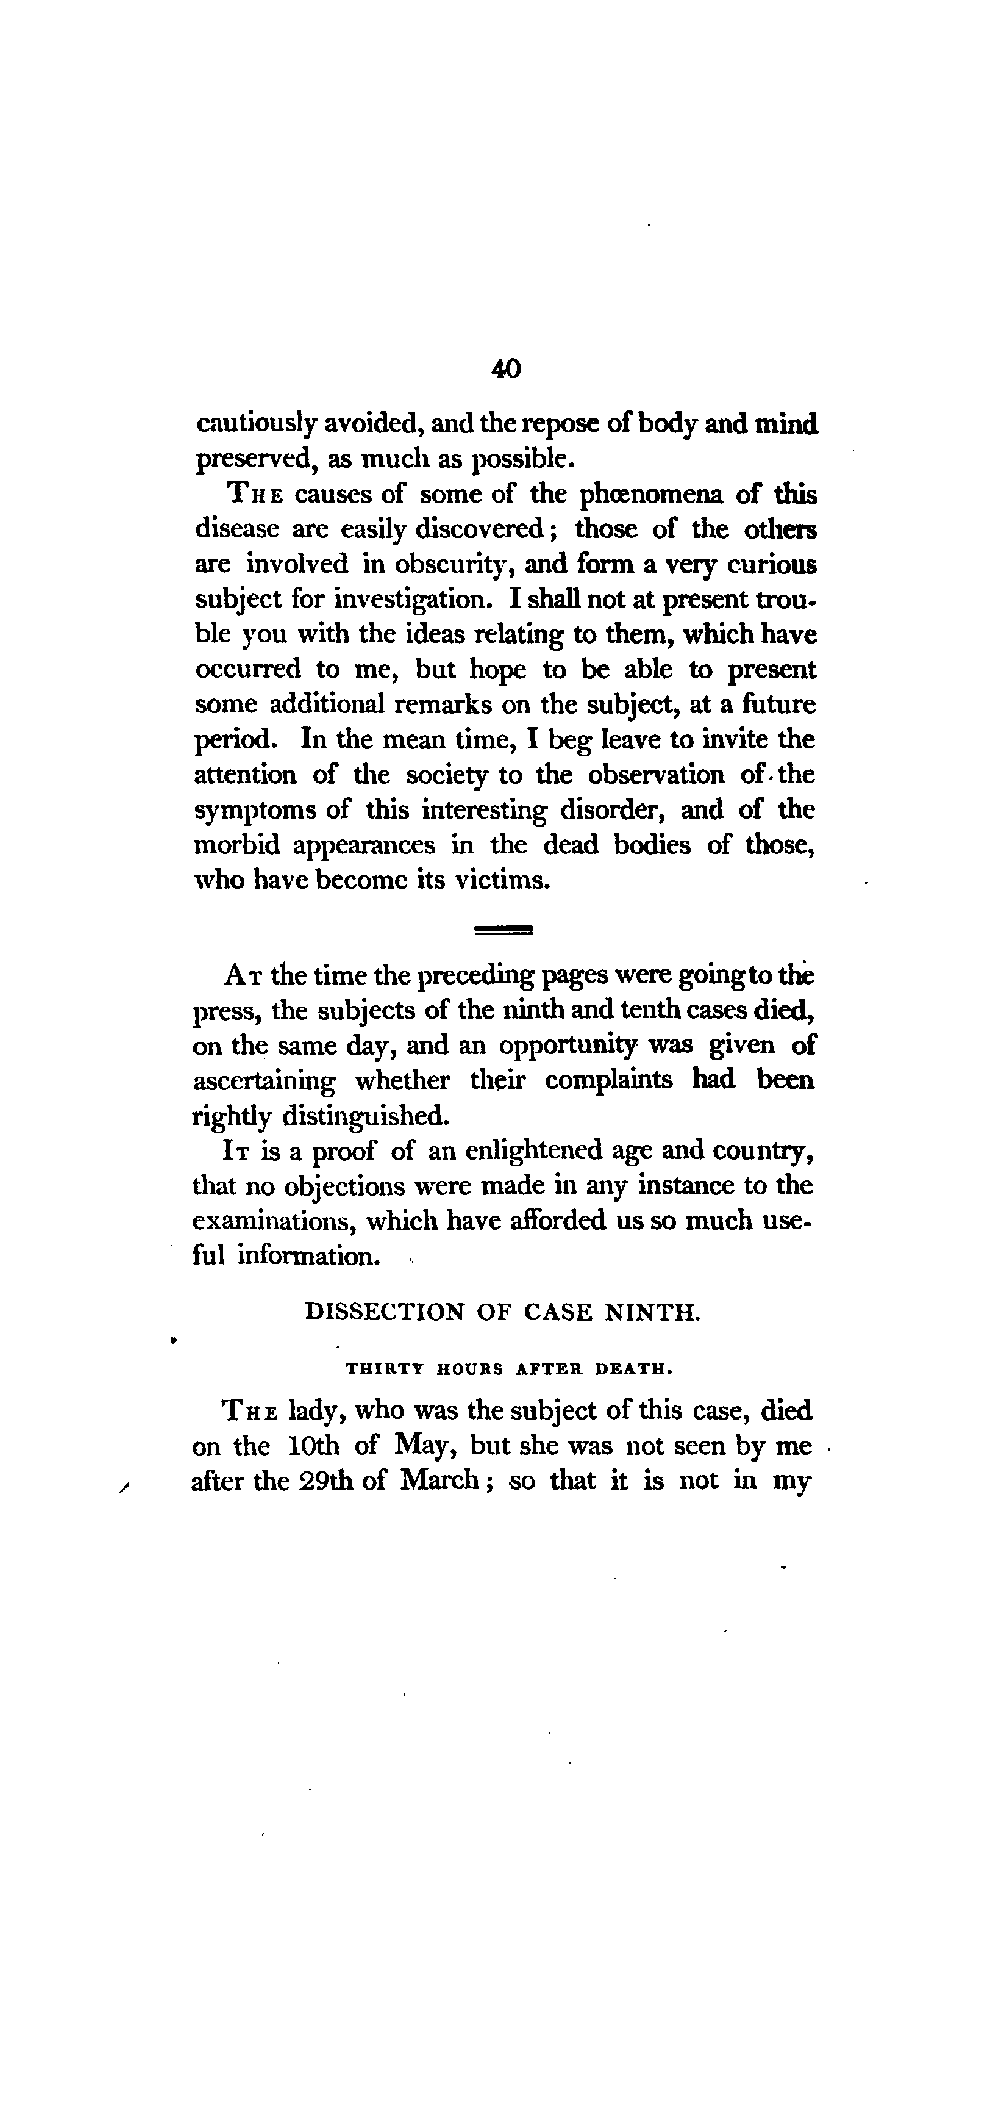 40
cautiously avoided, and the repose of body and mind
preserved, as much as possible.
THE causes of some of the phœnomena of this
disease are easily discovered; those of the others
are involved in obscurity, and form a very curious
subject for investigation. I shall not at present trou-
ble you with the ideas relating to them, which have
occurred to me, but hope to be able to present
some additional remarks on the subject, at a future
period. In the mean time, I beg leave to invite the
attention of the society to the observation of the
symptoms of this interesting disorder, and of the
morbid appearances in the dead bodies of those,
who have become its victims.
AT the time the preceding pages were going to the
press, the subjects of the ninth and tenth cases died,
on the same day, and an opportunity was given of
ascertaining whether their complaints had been
rightly distinguished.
IT is a proof of an enlightened age and country,
that no objections were made in any instance to the
examinations, which have afforded us so much use-
ful information.
DISSECTION OF CASE NINTH.
THIRTY HOURS AFTER DEATH.
THE lady, who was the subject of this case, died
on the 10th of May, but she was not seen by me
after the 29th of March; so that it is not in my